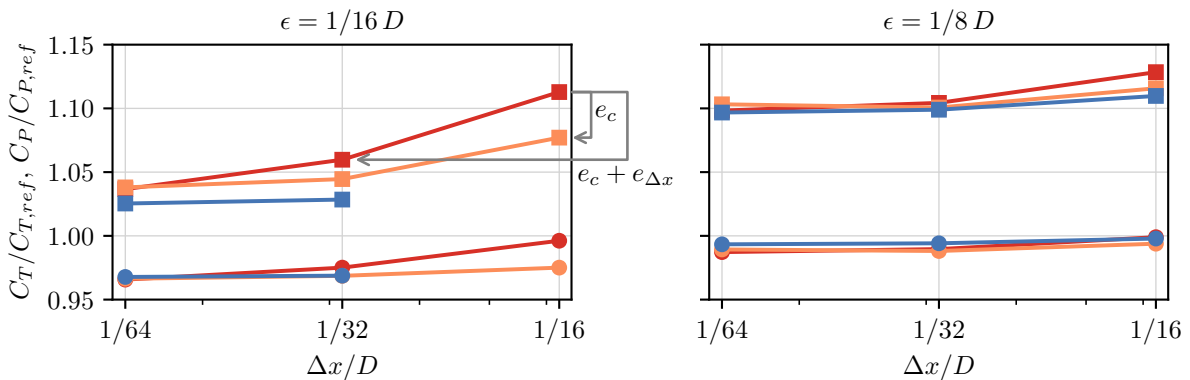 ϵ = 1/16 D
ϵ = 1/8 D
C_T/C_{T,ref}, C_P/C_{P,ref}
1.15
1.10
1.05
1.00
0.95
e_c
e_c + e_{Δx}
1/64
1/32
1/16
1/64
1/32
1/16
Δx/D
Δx/D